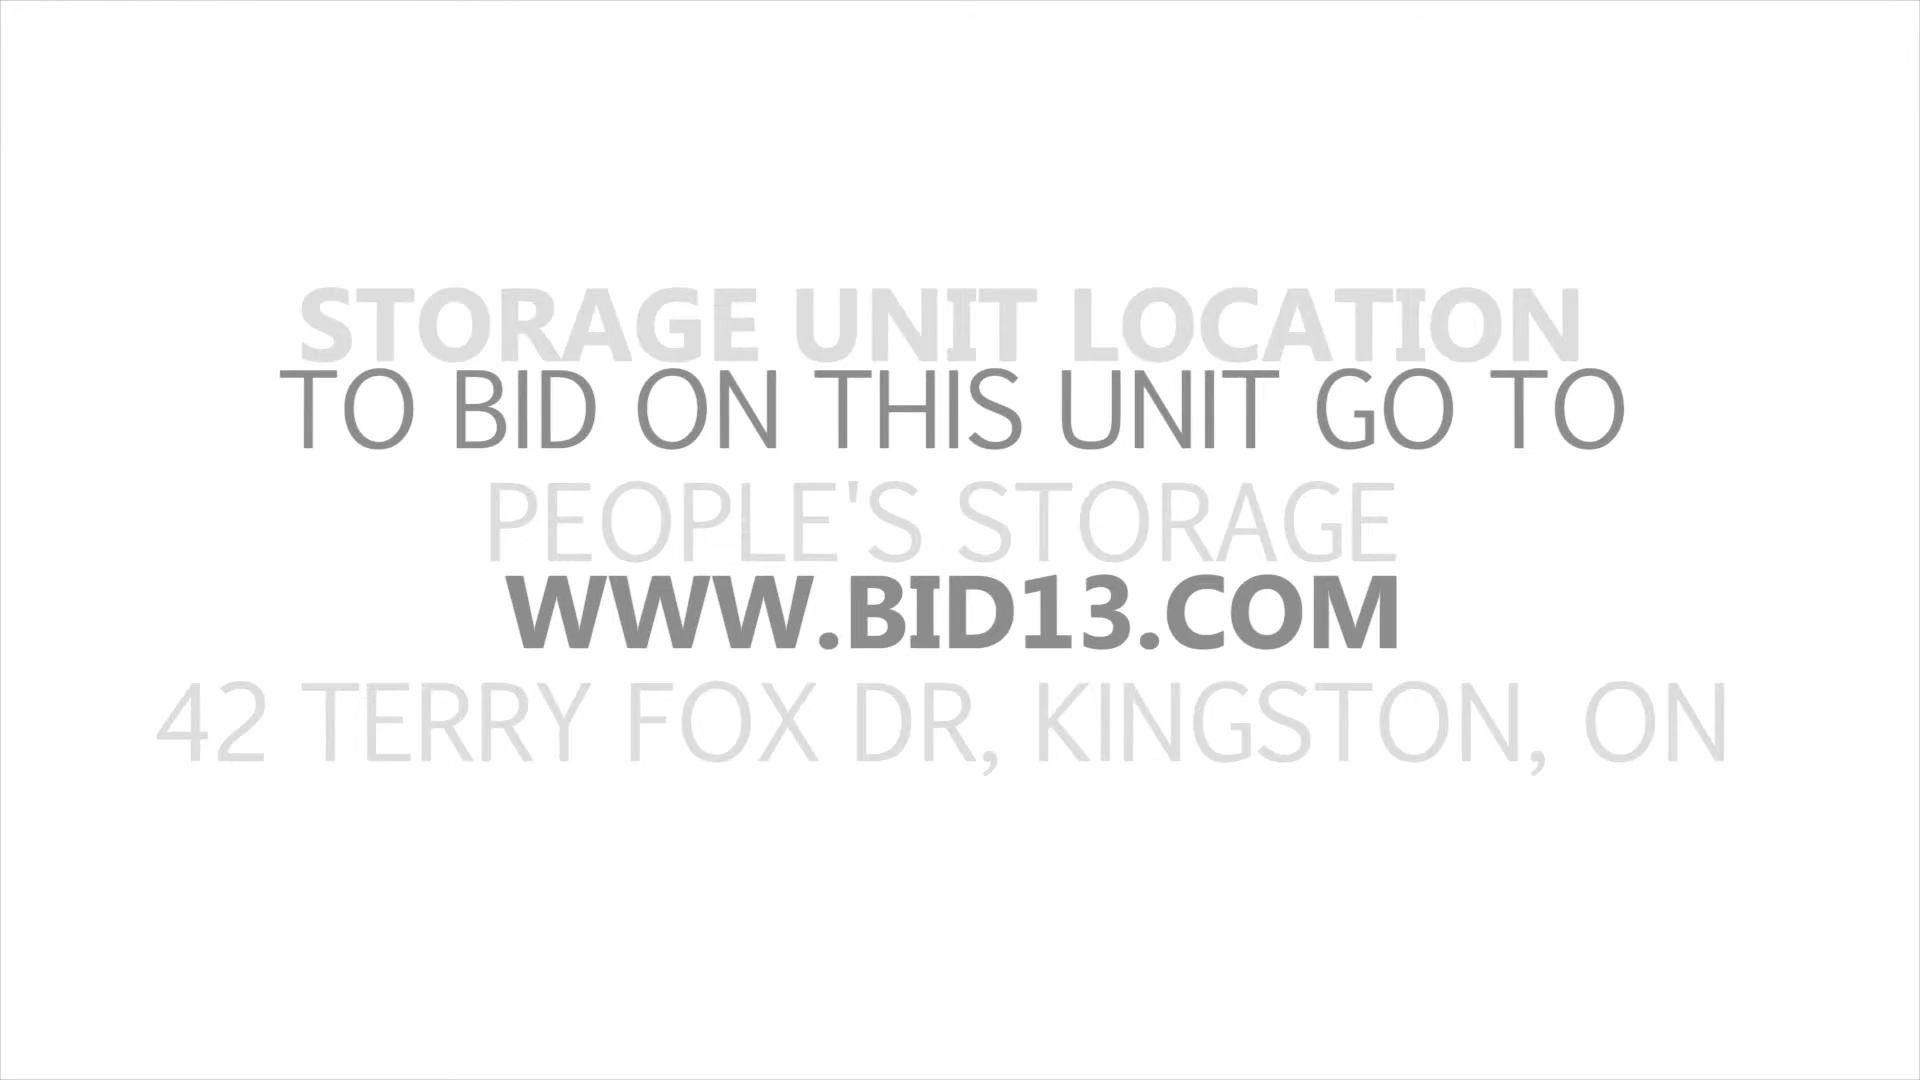 STORAGE UNIT LOCATION
TO BID ON THIS UNIT GO TO
PEOPLE'S STORAGE
WWW.BID13.COM
42 TERRY FOX DR, KINGSTON, ON